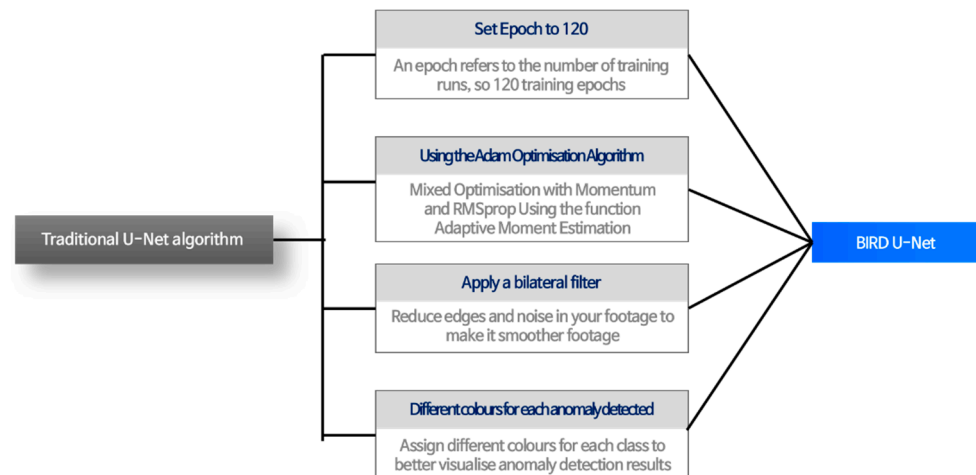 Set Epoch to 120
An epoch refers to the number of training
runs, so 120 training epochs
Using the Adam Optimisation Algorithm
Mixed Optimisation with Momentum
and RMSprop Using the function
Adaptive Moment Estimation
Traditional U-Net algorithm
BIRD U-Net
Apply a bilateral filter
Reduce edges and noise in your footage to
make it smoother footage
Different colours for each anomaly detected
Assign different colours for each class to
better visualise anomaly detection results